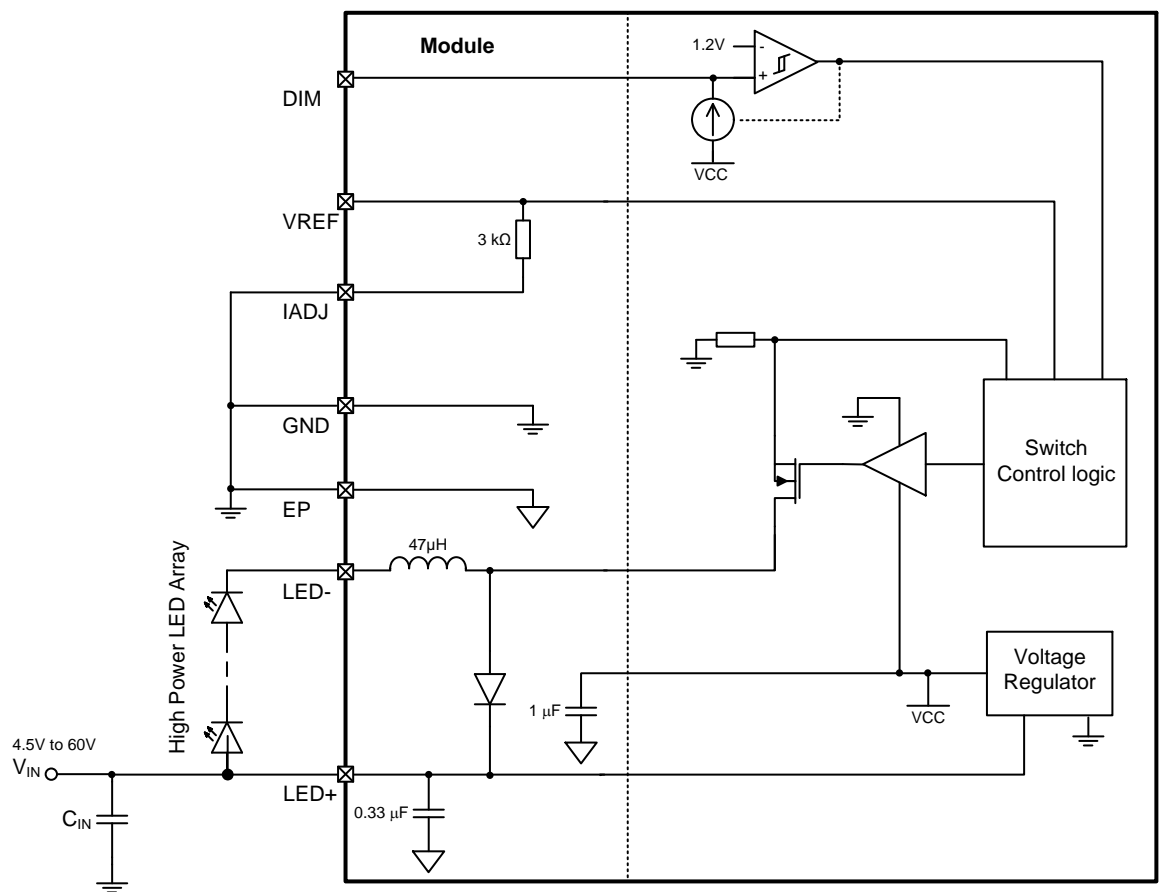 Module
1.2V
-
+
DIM
VCC
VREF
3 kΩ
IADJ
GND
EP
Switch
Control logic
47µH
LED-
High Power LED Array
Voltage
Regulator
1 µF
VCC
4.5V to 60V
VIN
LED+
CIN
0.33 µF